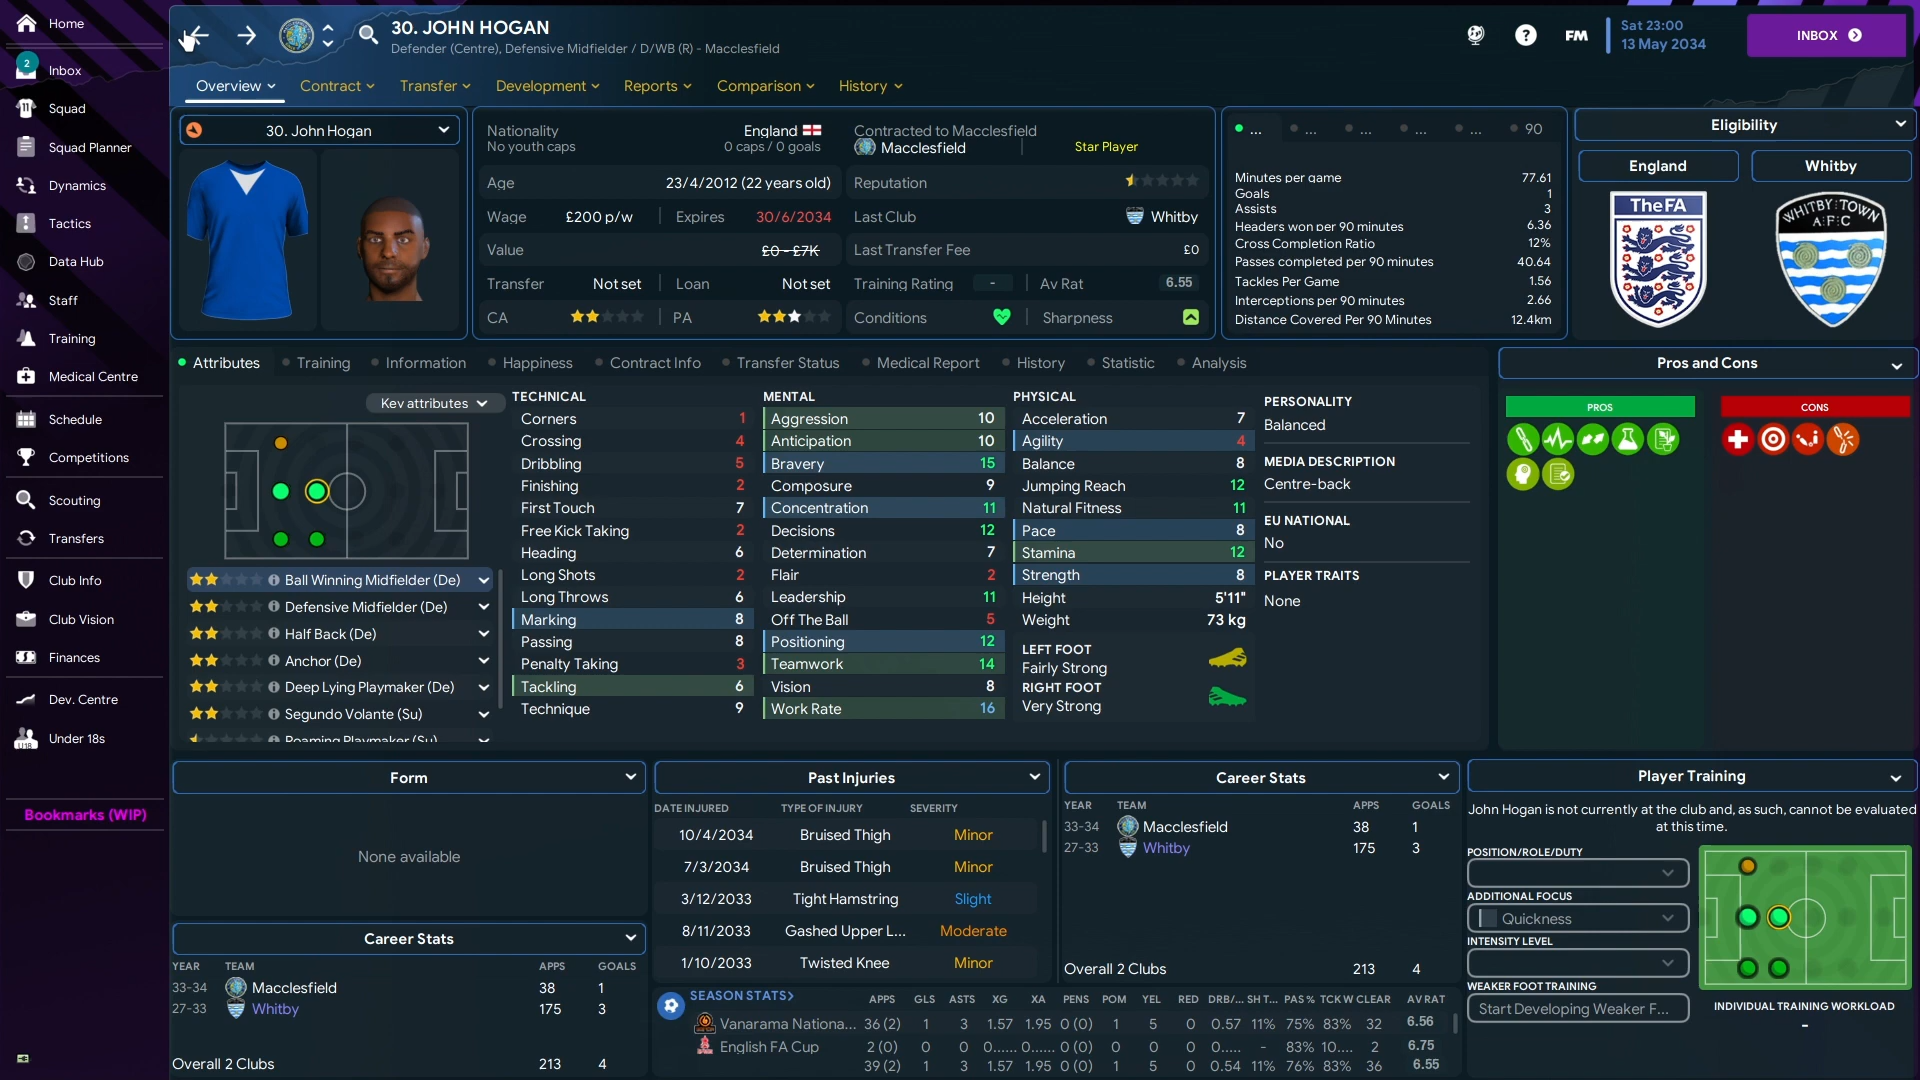 Home
2
Inbox
Squad
Squad Planner
Dynamics
Tactics
Data Hub
Staff
Training
Medical Centre
Schedule
Competitions
Scouting
Transfers
Club Info
Club Vision
Finances
Dev. Centre
Under 18s
Bookmarks (WIP)
30. JOHN HOGAN
Defender (Centre), Defensive Midfielder / D/WB (R) - Macclesfield
FM
Sat 23:00
13 May 2034
INBOX
Overview Contract Transfer Development Reports Comparison History
30. John Hogan
Nationality England
No youth caps 0 caps / 0 goals
Age 23/4/2012 (22 years old)
Wage £200 p/w Expires 30/6/2034
Value £0 - £7K
Transfer Not set Loan Not set
CA PA
Contracted to Macclesfield
Macclesfield Star Player
Reputation
Last Club Whitby
Last Transfer Fee £0
Training Rating - Av Rat 6.55
Conditions Sharpness
... ... ... ... ... 90
Minutes per game 77.61
Goals 1
Assists 3
Headers won per 90 minutes 6.36
Cross Completion Ratio 12%
Passes completed per 90 minutes 40.64
Tackles Per Game 1.56
Interceptions per 90 minutes 2.66
Distance Covered Per 90 Minutes 12.4km
Eligibility
England Whitby
TheFA
WHITBY TOWN
A.F.C
Attributes Training Information Happiness Contract Info Transfer Status Medical Report History Statistic Analysis
Key attributes
Ball Winning Midfielder (De)
Defensive Midfielder (De)
Half Back (De)
Anchor (De)
Deep Lying Playmaker (De)
Segundo Volante (Su)
Roaming Playmaker (Su)
TECHNICAL
Corners 1
Crossing 4
Dribbling 5
Finishing 2
First Touch 7
Free Kick Taking 2
Heading 6
Long Shots 2
Long Throws 6
Marking 8
Passing 8
Penalty Taking 3
Tackling 6
Technique 9
MENTAL
Aggression 10
Anticipation 10
Bravery 15
Composure 9
Concentration 11
Decisions 12
Determination 7
Flair 2
Leadership 11
Off The Ball 5
Positioning 12
Teamwork 14
Vision 8
Work Rate 16
PHYSICAL
Acceleration 7
Agility 4
Balance 8
Jumping Reach 12
Natural Fitness 11
Pace 8
Stamina 12
Strength 8
Height 5'11"
Weight 73 kg
LEFT FOOT
Fairly Strong
RIGHT FOOT
Very Strong
PERSONALITY
Balanced
MEDIA DESCRIPTION
Centre-back
EU NATIONAL
No
PLAYER TRAITS
None
Pros and Cons
PROS CONS
Form
None available
Career Stats
YEAR TEAM APPS GOALS
33-34 Macclesfield 38 1
27-33 Whitby 175 3
Overall 2 Clubs 213 4
Past Injuries
DATE INJURED TYPE OF INJURY SEVERITY
10/4/2034 Bruised Thigh Minor
7/3/2034 Bruised Thigh Minor
3/12/2033 Tight Hamstring Slight
8/11/2033 Gashed Upper L... Moderate
1/10/2033 Twisted Knee Minor
Career Stats
YEAR TEAM APPS GOALS
33-34 Macclesfield 38 1
27-33 Whitby 175 3
Overall 2 Clubs 213 4
SEASON STATS> APPS GLS ASTS XG XA PENS POM YEL RED DRB/... SH T... PAS % TCK W CLEAR AV RAT
Vanarama Nationa... 36 (2) 1 3 1.57 1.95 0 (0) 1 5 0 0.57 11% 75% 83% 32 6.56
English FA Cup 2 (0) 0 0 0...... 0...... 0 (0) 0 0 0 0..... - 83% 10.... 2 6.75
39 (2) 1 3 1.57 1.95 0 (0) 1 5 0 0.54 11% 76% 83% 36 6.55
Player Training
John Hogan is not currently at the club and, as such, cannot be evaluated
at this time.
POSITION/ROLE/DUTY
ADDITIONAL FOCUS
Quickness
INTENSITY LEVEL
WEAKER FOOT TRAINING
Start Developing Weaker F...
INDIVIDUAL TRAINING WORKLOAD
-